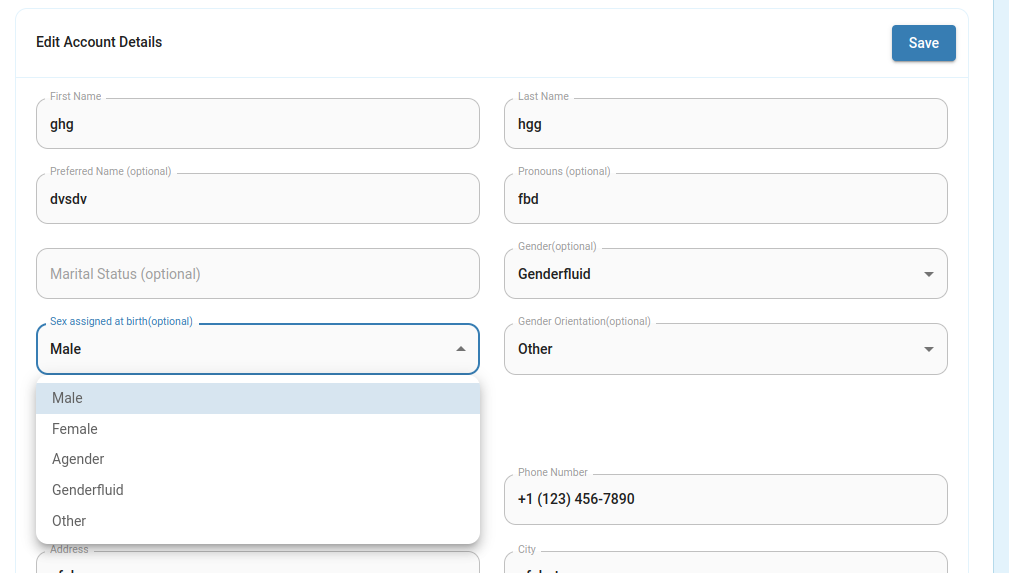 Edit Account Details
Save
First Name
ghg
Last Name
hgg
Preferred Name (optional)
dvsdv
Pronouns (optional)
fbd
Marital Status (optional)
Gender(optional)
Genderfluid
Sex assigned at birth(optional)
Male
Gender Orientation(optional)
Other
Male
Female
Agender
Genderfluid
Other
Phone Number
+1 (123) 456-7890
Address
City